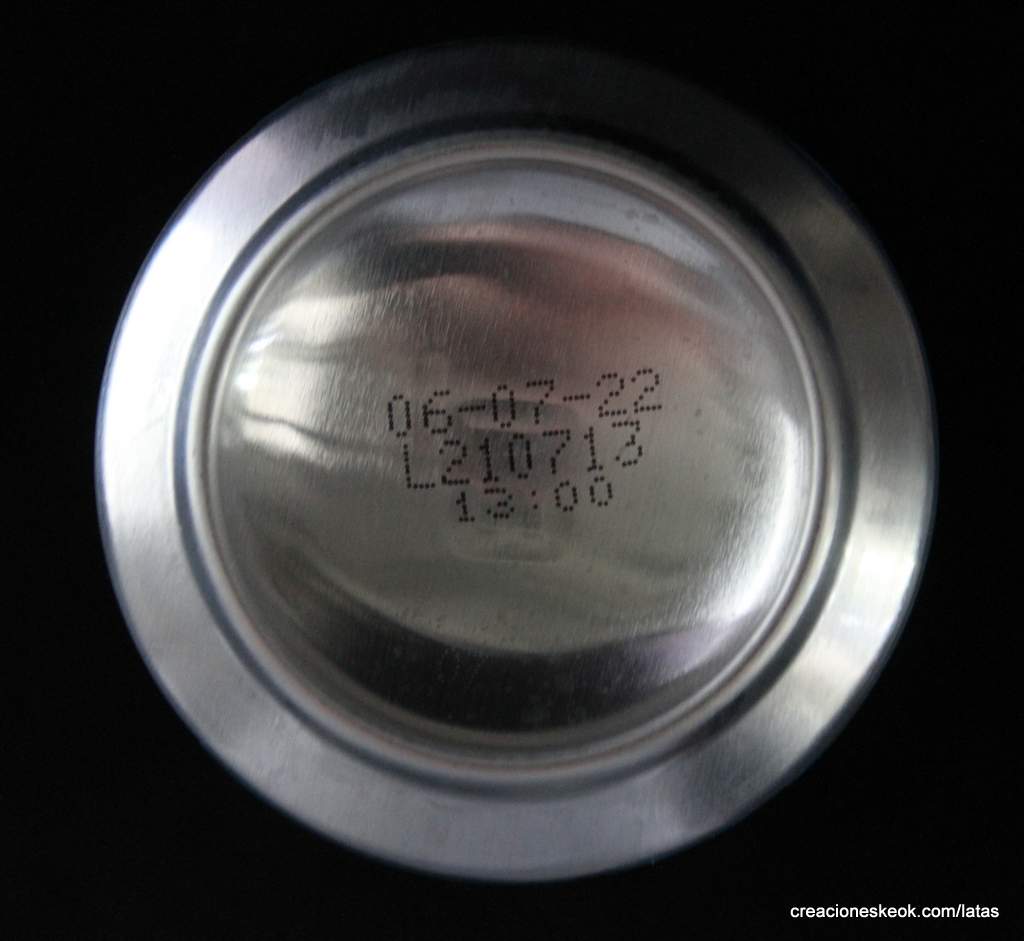 06-07-22
L210713
13:00
creacioneskeok.com/latas